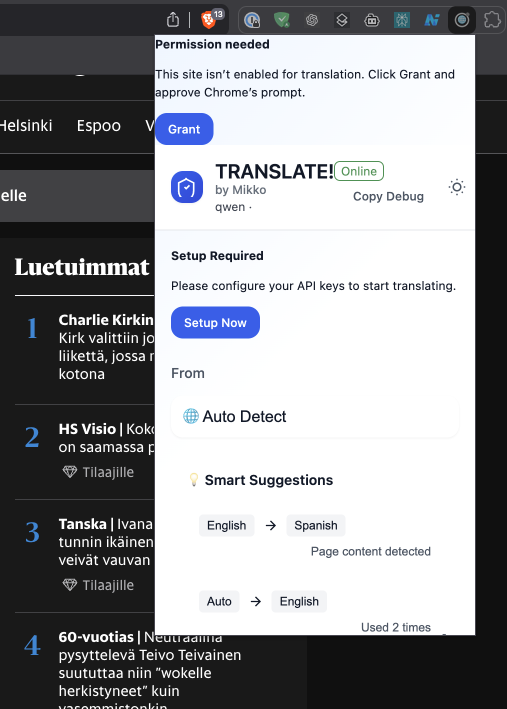 13
Permission needed
This site isn’t enabled for translation. Click Grant and
approve Chrome’s prompt.
Grant
TRANSLATE!
Online
by Mikko
qwen ·
Copy Debug
Setup Required
Please configure your API keys to start translating.
Setup Now
From
Auto Detect
Smart Suggestions
English → Spanish
Page content detected
Auto → English
Used 2 times
Helsinki Espoo V
elle
Luetuimmat
1
Charlie Kirkin
Kirk valittiin jo
liikettä, jossa
kotona
2
HS Visio |
on saamassa
Tilaajille
3
Tanska | Ivana
tunnin ikäinen
veivät vauvan
Tilaajille
4
60-vuotias | Neutraalina
pysyttelevä Teivo Teivainen
suututtaa niin ”wokelle
herkistyneet” kuin
vasemmistonkin